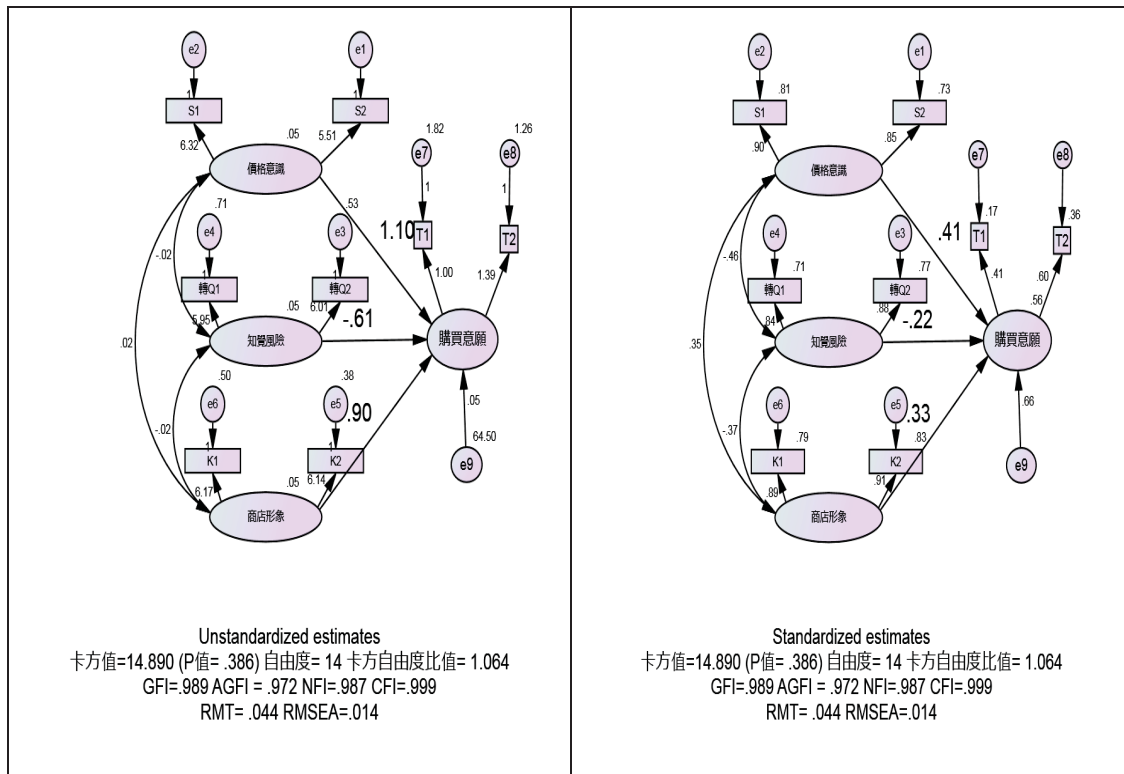 e2
e1
1
1
S1
S2
6.32
.05
5.51
1.82
1.26
價格意識
e7
e8
.71
.53
1
1
e4
e3
1.10
T1
T2
-.02
1
1
1.00
1.39
轉Q1
轉Q2
5.95
.05
6.01
-.61
知覺風險
購買意願
.02
.50
.38
e6
e5
.90
.05
-.02
1
1
64.50
K1
K2
e9
6.17
.05
6.14
商店形象
Unstandardized estimates
卡方值=14.890 (P值= .386) 自由度= 14 卡方自由度比值= 1.064
GFI=.989 AGFI = .972 NFI=.987 CFI=.999
RMT= .044 RMSEA=.014
e2
e1
.81
.73
S1
S2
.90
.85
價格意識
e7
e8
e4
e3
.41
.17
.36
T1
T2
-.46
.71
.77
.41
.60
轉Q1
轉Q2
.56
.84
.88
-.22
知覺風險
購買意願
.35
e6
e5
.33
-.37
.79
.83
.66
K1
K2
e9
.89
.91
商店形象
Standardized estimates
卡方值=14.890 (P值= .386) 自由度= 14 卡方自由度比值= 1.064
GFI=.989 AGFI = .972 NFI=.987 CFI=.999
RMT= .044 RMSEA=.014